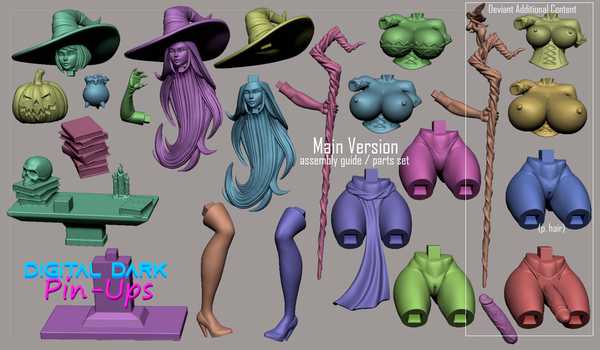 Deviant Additional Content
Main Version
assembly guide / parts set
(p. hair)
DIGITAL DARK
Pin-Ups